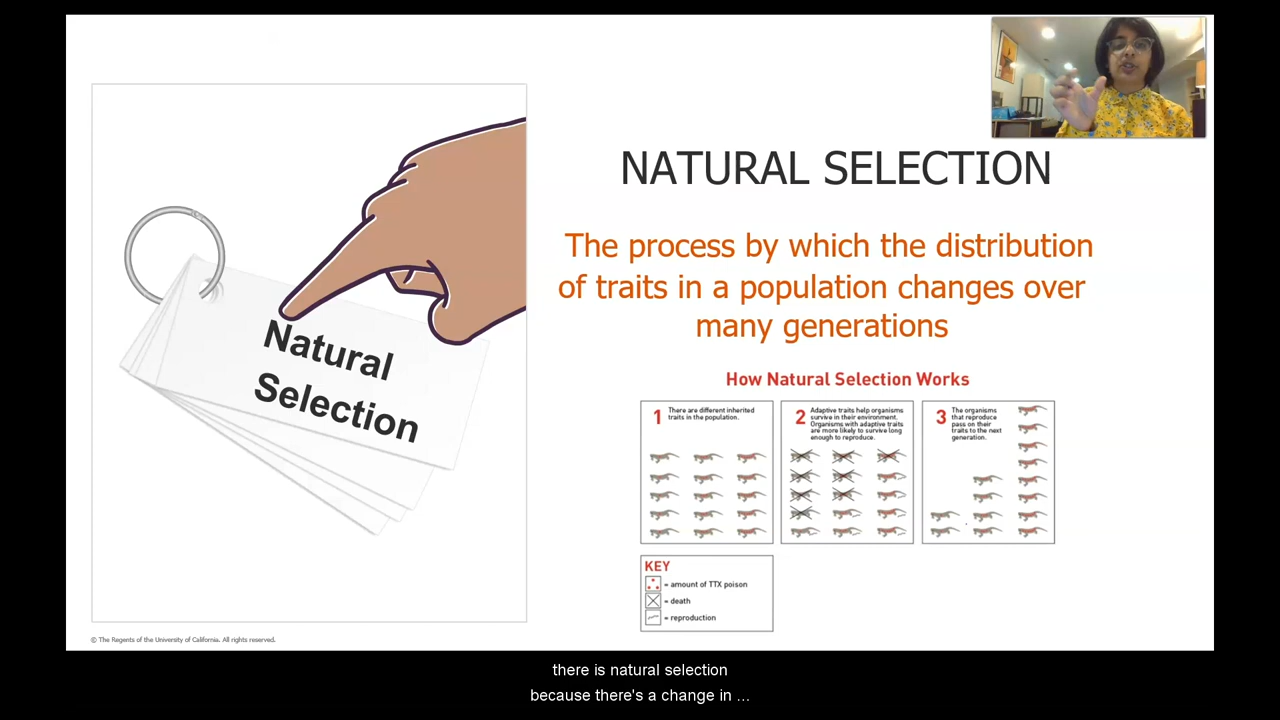 NATURAL SELECTION
The process by which the distribution
of traits in a population changes over
many generations
Natural
Selection
How Natural Selection Works
1
There are different inherited
traits in the population.
2
Adaptive traits help organisms
survive in their environment.
Organisms with adaptive traits
are more likely to survive long
enough to reproduce.
3
The organisms
that reproduce
pass on their
traits to the next
generation.
KEY
= amount of TTX poison
= death
= reproduction
© The Regents of the University of California. All rights reserved.
there is natural selection
because there's a change in ...